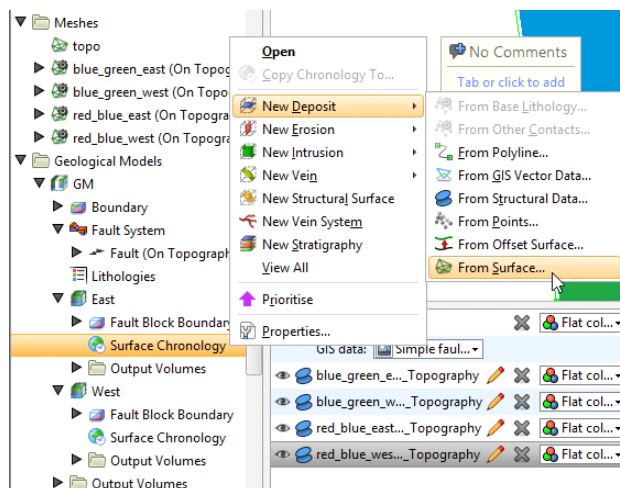 Meshes
topo
blue_green_east (On Topog
blue_green_west (On Topo
red_blue_east (On Topogra
red_blue_west (On Topogra
Geological Models
GM
Boundary
Fault System
Fault (On Topograph
Lithologies
East
Fault Block Boundar
Surface Chronology
Output Volumes
West
Fault Block Boundary
Surface Chronology
Output Volumes
Output Volumes
Open
Copy Chronology To...
New Deposit
New Erosion
New Intrusion
New Vein
New Structural Surface
New Vein System
New Stratigraphy
View All
Prioritise
Properties...
No Comments
Tab or click to add
From Base Lithology...
From Other Contacts...
From Polyline...
From GIS Vector Data...
From Structural Data...
From Points...
From Offset Surface...
From Surface...
Flat col...
GIS data: Simple faul...
blue_green_e..._Topography Flat col...
blue_green_w..._Topography Flat col...
red_blue_east..._Topography Flat col...
red_blue_wes..._Topography Flat col...